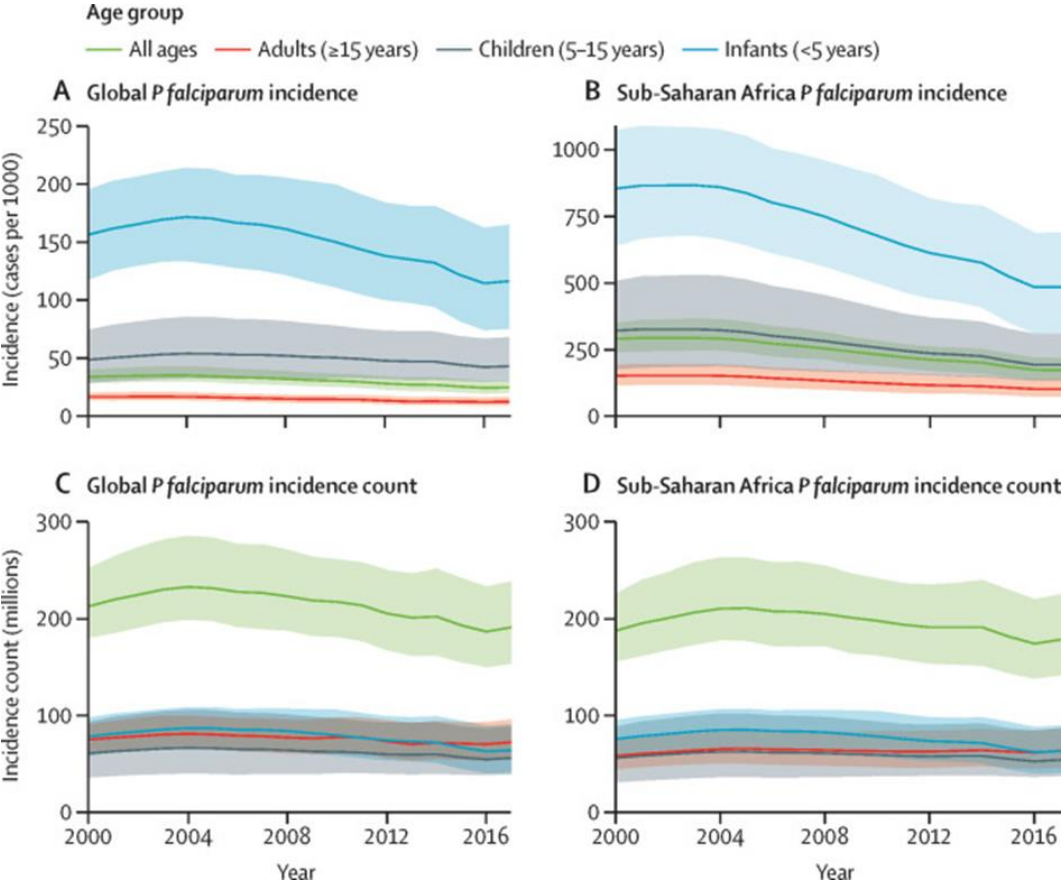 Age group
All ages Adults (≥15 years) Children (5–15 years) Infants (<5 years)
A Global P falciparum incidence
B Sub-Saharan Africa P falciparum incidence
Incidence (cases per 1000)
250
200
150
100
50
0
1000
750
500
250
0
C Global P falciparum incidence count
D Sub-Saharan Africa P falciparum incidence count
Incidence count (millions)
300
200
100
0
2000 2004 2008 2012 2016
Year
300
200
100
0
2000 2004 2008 2012 2016
Year